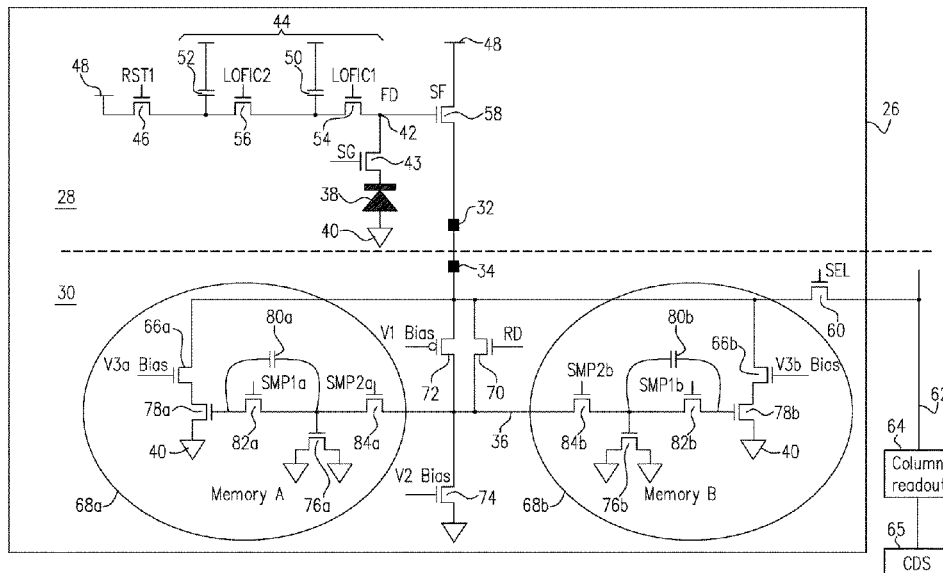 44
48
52
50
48
RST1
LOFIC2
LOFIC1
FD
SF
26
46
56
54
42
58
SG
43
38
28
32
40
34
SEL
30
60
66a
80a
V1 Bias
RD
80b
66b
V3a Bias
72
70
V3b Bias
SMP1a
SMP2a
SMP2b
SMP1b
78a
78b
62
82a
84a
36
84b
82b
40
76a
V2 Bias
76b
40
64
Memory A
74
Memory B
Column
readout
68a
68b
65
CDS